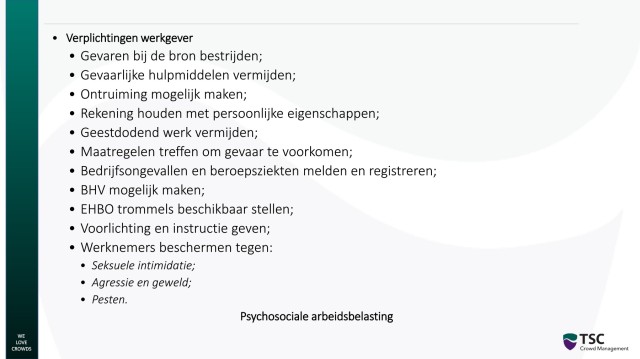 Verplichtingen werkgever
Gevaren bij de bron bestrijden;
Gevaarlijke hulpmiddelen vermijden;
Ontruiming mogelijk maken;
Rekening houden met persoonlijke eigenschappen;
Geestdodend werk vermijden;
Maatregelen treffen om gevaar te voorkomen;
Bedrijfsongevallen en beroepsziekten melden en registreren;
BHV mogelijk maken;
EHBO trommels beschikbaar stellen;
Voorlichting en instructie geven;
Werknemers beschermen tegen:
Seksuele intimidatie;
Agressie en geweld;
Pesten.
Psychosociale arbeidsbelasting
WE
LOVE
CROWDS
TSC
Crowd Management